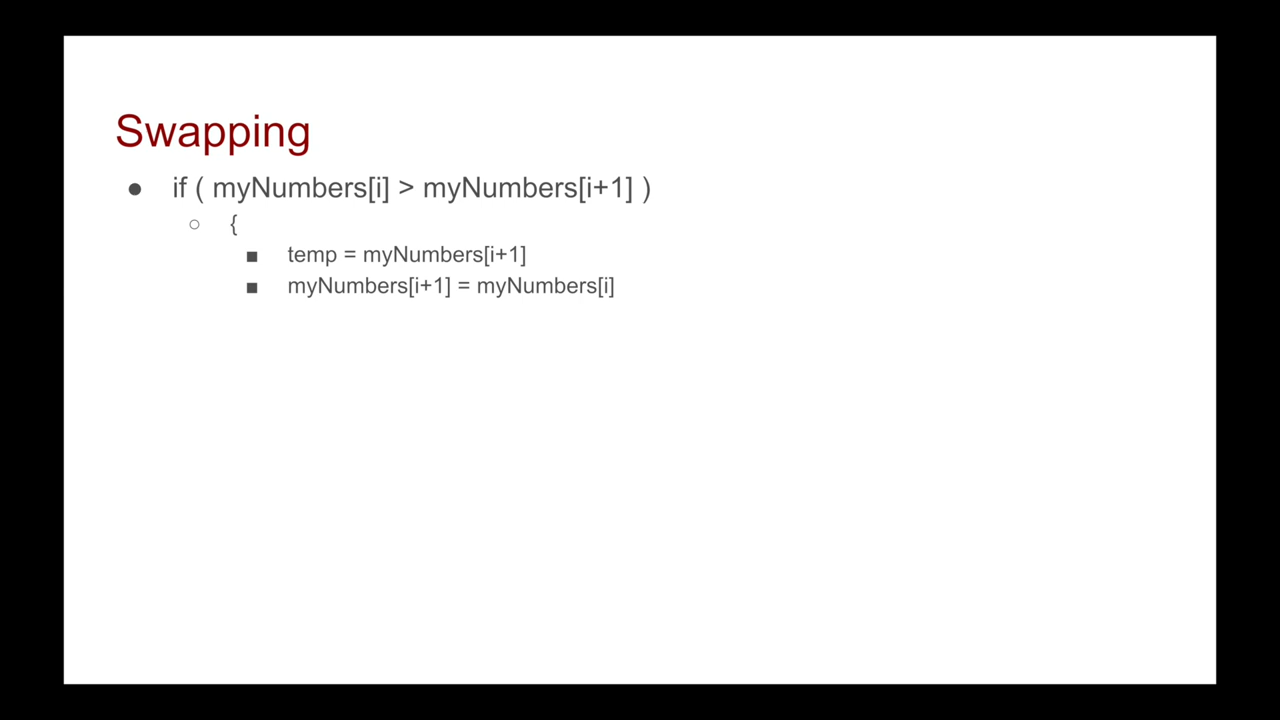 Swapping
● if ( myNumbers[i] > myNumbers[i+1] )
○ {
■ temp = myNumbers[i+1]
■ myNumbers[i+1] = myNumbers[i]